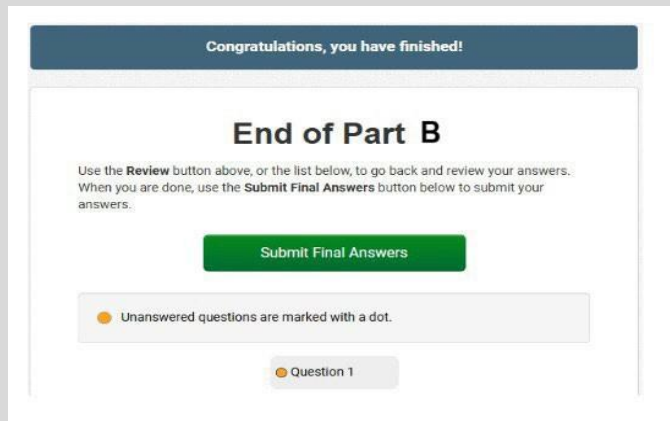 Congratulations, you have finished!
End of Part B
Use the Review button above, or the list below, to go back and review your answers.
When you are done, use the Submit Final Answers button below to submit your
answers.
Submit Final Answers
Unanswered questions are marked with a dot.
Question 1